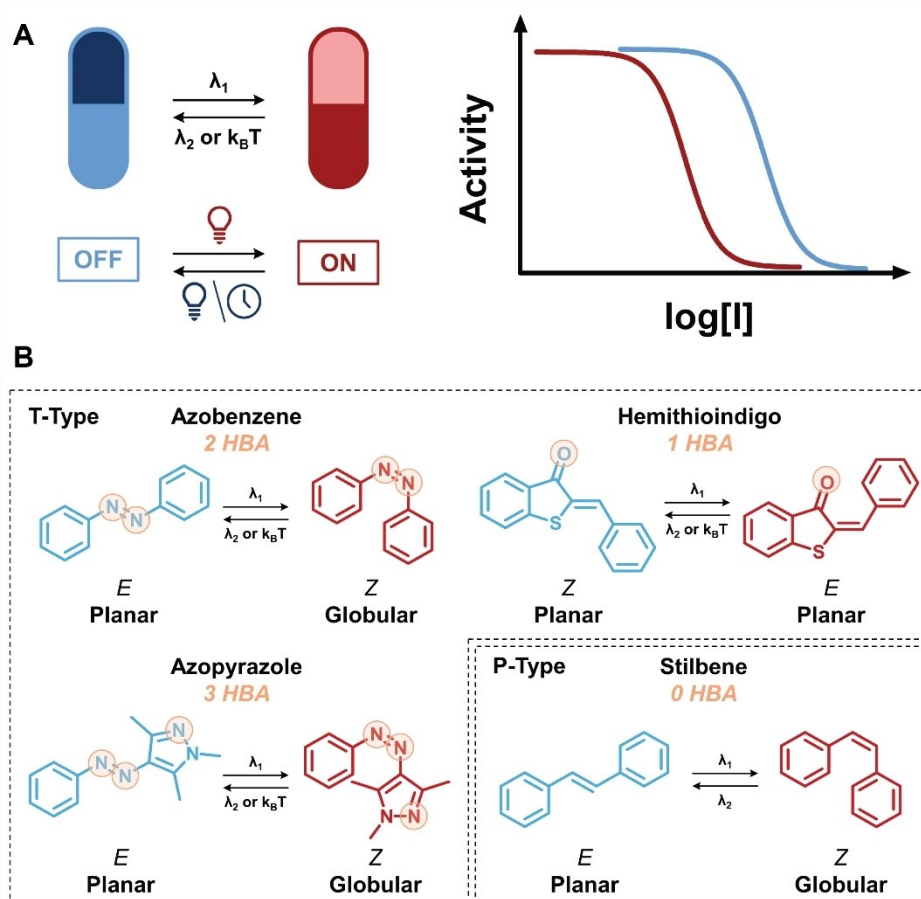 A
λ1
λ2 or kBT
OFF
ON
Activity
log[I]
B
T-Type
Azobenzene
2 HBA
N
N
λ1
λ2 or kBT
N
N
E
Planar
Z
Globular
Hemithioindigo
1 HBA
O
S
λ1
λ2 or kBT
O
S
Z
Planar
E
Planar
Azopyrazole
3 HBA
N
N
N
N
λ1
λ2 or kBT
N
N
N
N
E
Planar
Z
Globular
P-Type
Stilbene
0 HBA
λ1
λ2
E
Planar
Z
Globular